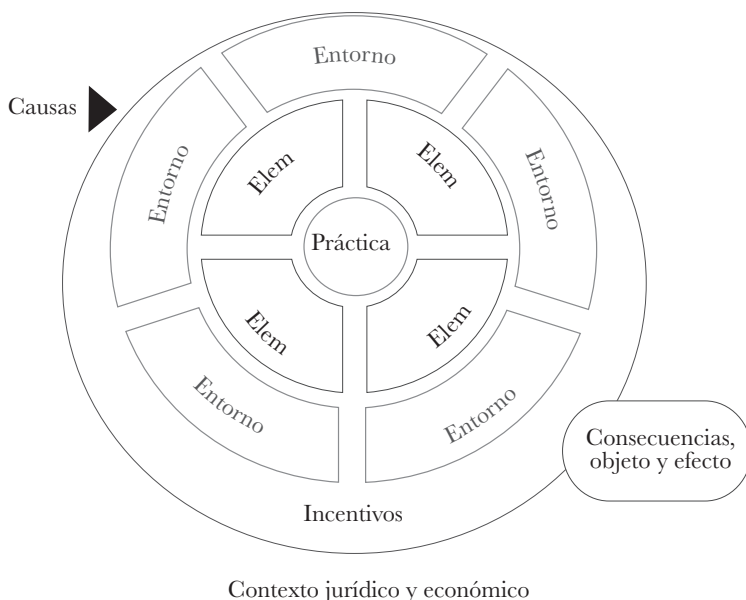 Entorno
Causas
Entorno
Elem
Elem
Entorno
Práctica
Elem
Elem
Entorno
Entorno
Consecuencias,
objeto y efecto
Incentivos
Contexto jurídico y económico